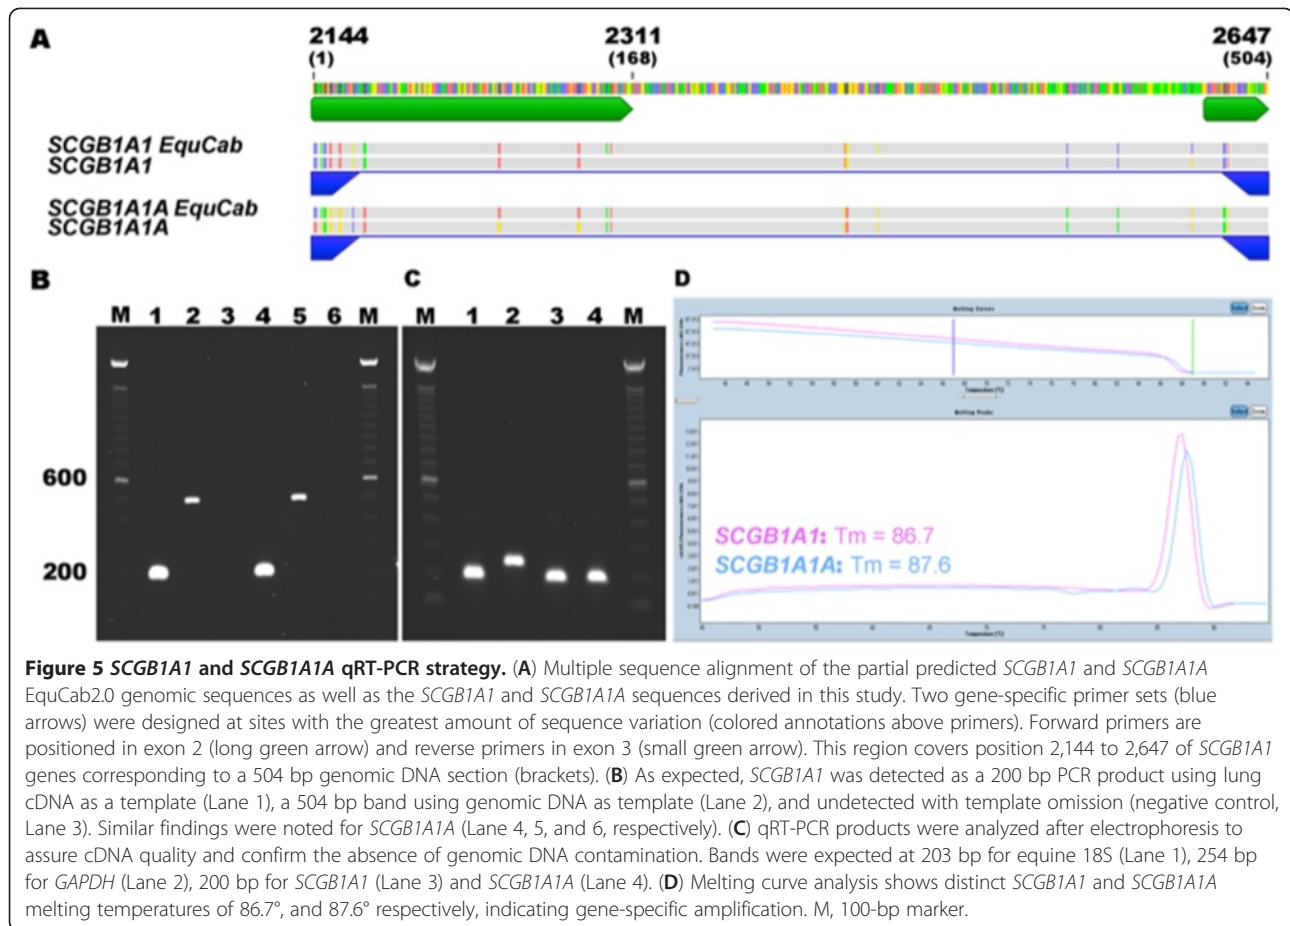 A
2144 2311 2647
(1) (168) (504)
SCGB1A1 EquCab
SCGB1A1
SCGB1A1A EquCab
SCGB1A1A
B C D
M 1 2 3 4 5 6 M M 1 2 3 4 M
Melting Curves
Temperature [°C]
Melting Peaks
600
200
SCGB1A1: Tm = 86.7
SCGB1A1A: Tm = 87.6
Temperature [°C]
Figure 5 SCGB1A1 and SCGB1A1A qRT-PCR strategy. (A) Multiple sequence alignment of the partial predicted SCGB1A1 and SCGB1A1A
EquCab2.0 genomic sequences as well as the SCGB1A1 and SCGB1A1A sequences derived in this study. Two gene-specific primer sets (blue
arrows) were designed at sites with the greatest amount of sequence variation (colored annotations above primers). Forward primers are
positioned in exon 2 (long green arrow) and reverse primers in exon 3 (small green arrow). This region covers position 2,144 to 2,647 of SCGB1A1
genes corresponding to a 504 bp genomic DNA section (brackets). (B) As expected, SCGB1A1 was detected as a 200 bp PCR product using lung
cDNA as a template (Lane 1), a 504 bp band using genomic DNA as template (Lane 2), and undetected with template omission (negative control,
Lane 3). Similar findings were noted for SCGB1A1A (Lane 4, 5, and 6, respectively). (C) qRT-PCR products were analyzed after electrophoresis to
assure cDNA quality and confirm the absence of genomic DNA contamination. Bands were expected at 203 bp for equine 18S (Lane 1), 254 bp
for GAPDH (Lane 2), 200 bp for SCGB1A1 (Lane 3) and SCGB1A1A (Lane 4). (D) Melting curve analysis shows distinct SCGB1A1 and SCGB1A1A
melting temperatures of 86.7°, and 87.6° respectively, indicating gene-specific amplification. M, 100-bp marker.